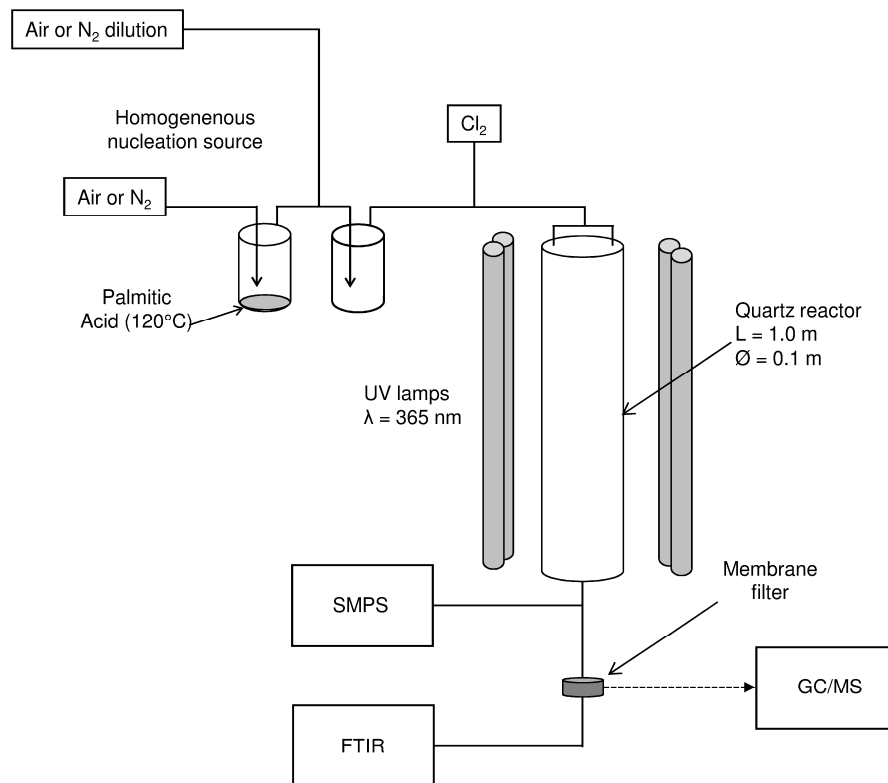 Air or N2 dilution
Homogenenous
nucleation source
Cl2
Air or N2
Palmitic
Acid (120°C)
Quartz reactor
L = 1.0 m
Ø = 0.1 m
UV lamps
λ = 365 nm
Membrane
filter
SMPS
GC/MS
FTIR